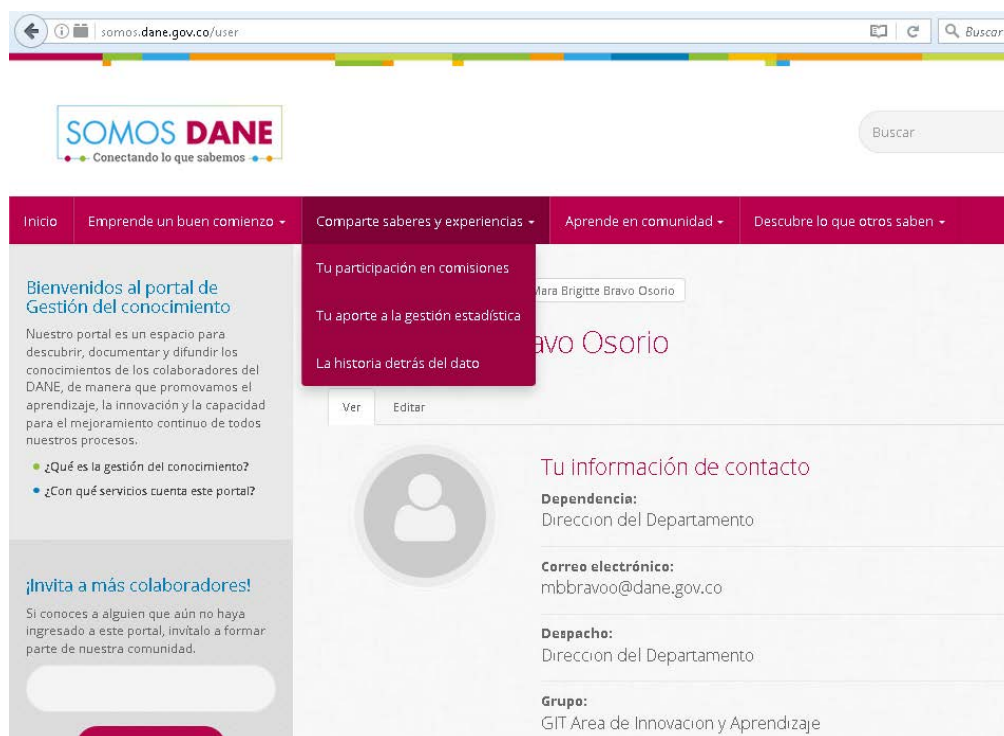 somos.dane.gov.co/user
Buscar
SOMOS DANE
Conectando lo que sabemos
Buscar
Inicio
Emprende un buen comienzo
Comparte saberes y experiencias
Aprende en comunidad
Descubre lo que otros saben
Tu participación en comisiones
Tu aporte a la gestión estadística
La historia detrás del dato
Bienvenidos al portal de
Gestión del conocimiento
Nuestro portal es un espacio para
descubrir, documentar y difundir los
conocimientos de los colaboradores del
DANE, de manera que promovamos el
aprendizaje, la innovación y la capacidad
para el mejoramiento continuo de todos
nuestros procesos.
¿Qué es la gestión del conocimiento?
¿Con qué servicios cuenta este portal?
¡Invita a más colaboradores!
Si conoces a alguien que aún no haya
ingresado a este portal, invítalo a formar
parte de nuestra comunidad.
Mara Brigitte Bravo Osorio
avo Osorio
Ver
Editar
Tu información de contacto
Dependencia:
Direccion del Departamento
Correo electrónico:
mbbravoo@dane.gov.co
Despacho:
Direccion del Departamento
Grupo:
GIT Area de Innovacion y Aprendizaje